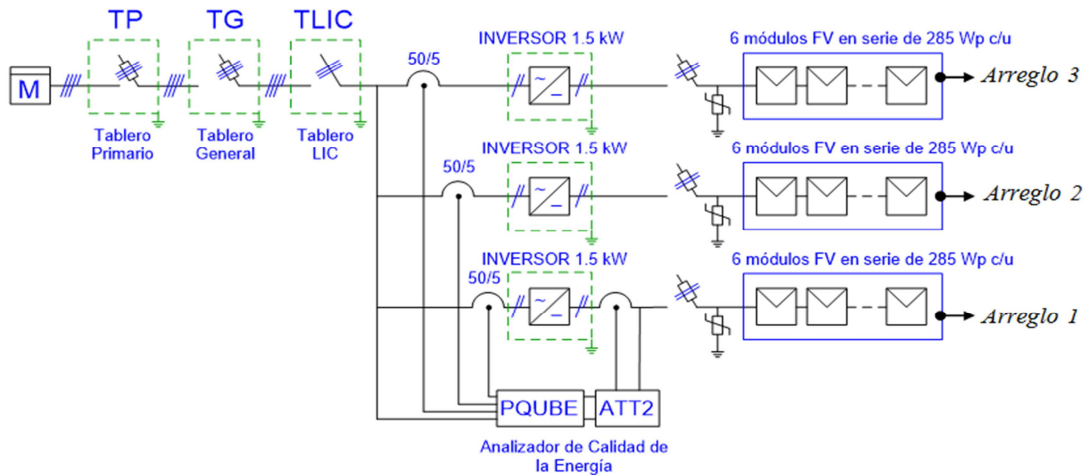 TP
TG
TLIC
M
Tablero
Primario
Tablero
General
Tablero
LIC
50/5
INVERSOR 1.5 kW
~
6 módulos FV en serie de 285 Wp c/u
Arreglo 3
50/5
INVERSOR 1.5 kW
~
6 módulos FV en serie de 285 Wp c/u
Arreglo 2
50/5
INVERSOR 1.5 kW
~
6 módulos FV en serie de 285 Wp c/u
Arreglo 1
PQUBE
ATT2
Analizador de Calidad de
la Energía